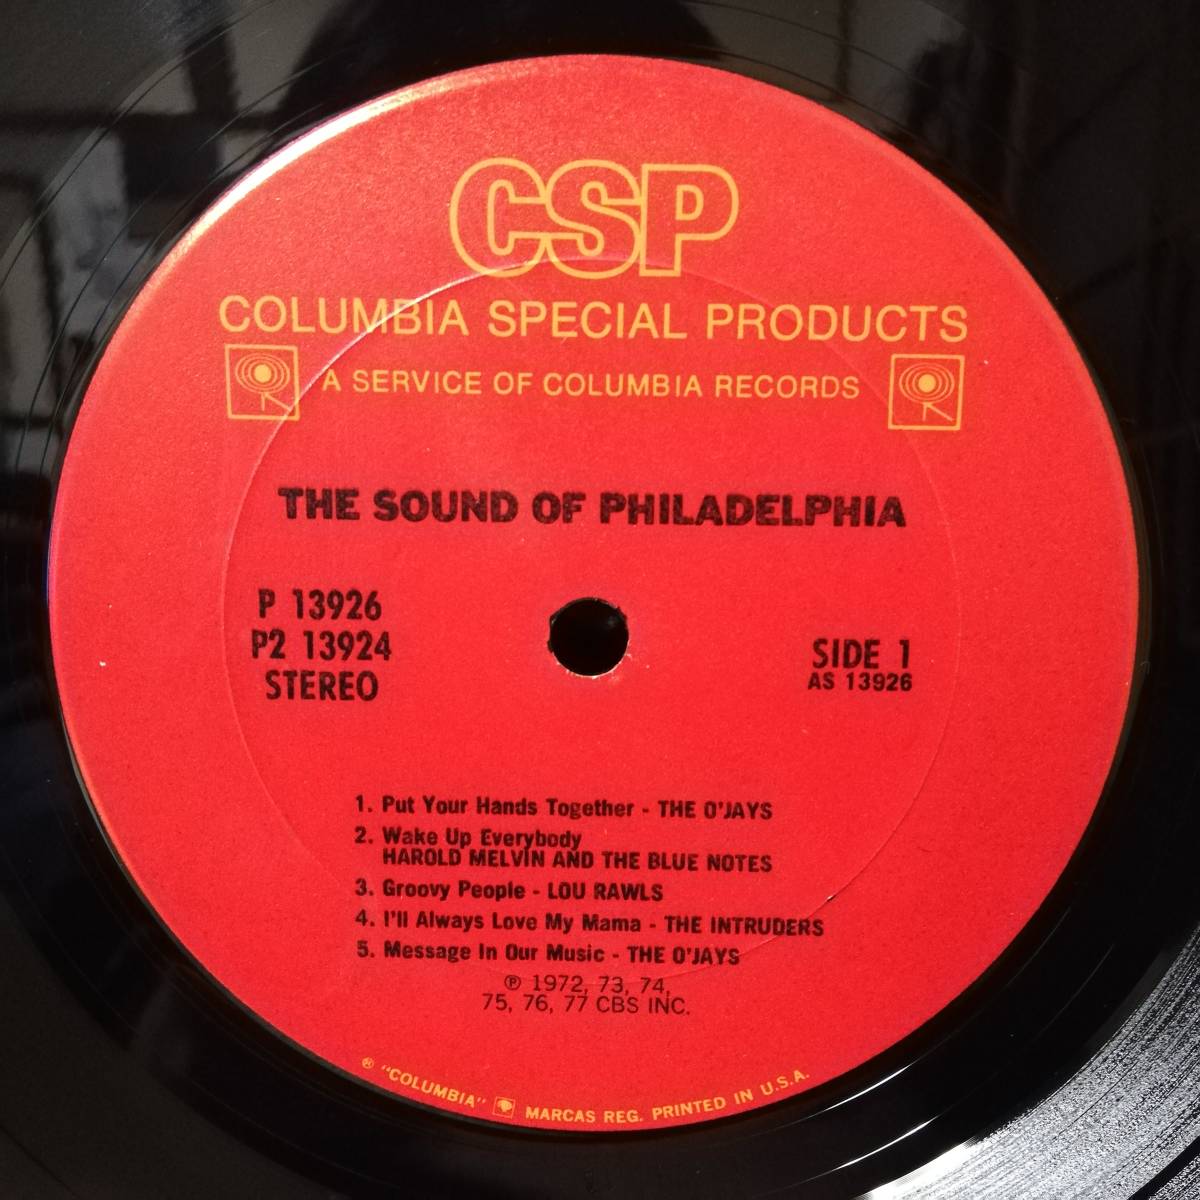 CSP
COLUMBIA SPECIAL PRODUCTS
A SERVICE OF COLUMBIA RECORDS
THE SOUND OF PHILADELPHIA
P 13926
P2 13924
STEREO
SIDE 1
AS 13926
1. Put Your Hands Together - THE O'JAYS
2. Wake Up Everybody
HAROLD MELVIN AND THE BLUE NOTES
3. Groovy People - LOU RAWLS
4. I'll Always Love My Mama - THE INTRUDERS
5. Message In Our Music - THE O'JAYS
℗ 1972, 73, 74,
75, 76, 77 CBS INC.
® "COLUMBIA" MARCAS REG. PRINTED IN U.S.A.